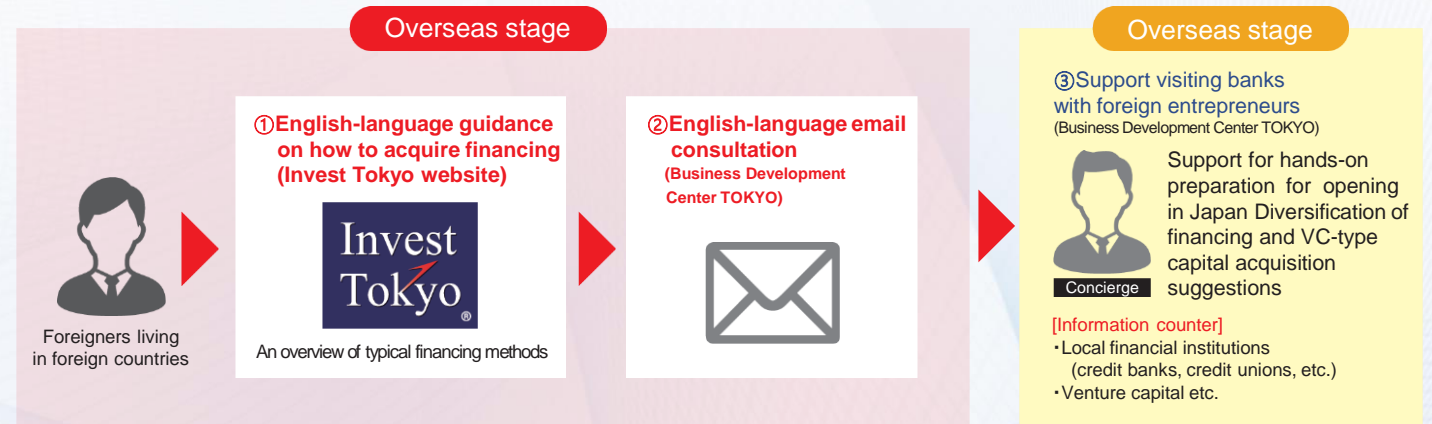 Overseas stage
Foreigners living
in foreign countries
①English-language guidance
on how to acquire financing
(Invest Tokyo website)
Invest
Tokyo
®
An overview of typical financing methods
②English-language email
consultation
(Business Development
Center TOKYO)
Overseas stage
③Support visiting banks
with foreign entrepreneurs
(Business Development Center TOKYO)
Concierge
Support for hands-on
preparation for opening
in Japan Diversification of
financing and VC-type
capital acquisition
suggestions
[Information counter]
・Local financial institutions
(credit banks, credit unions, etc.)
・Venture capital etc.